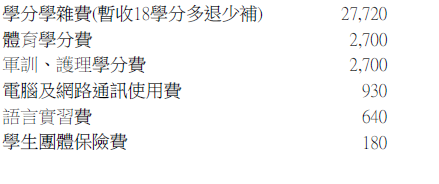 學分學雜費(暫收18學分多退少補) 27,720
體育學分費 2,700
軍訓、護理學分費 2,700
電腦及網路通訊使用費 930
語言實習費 640
學生團體保險費 180